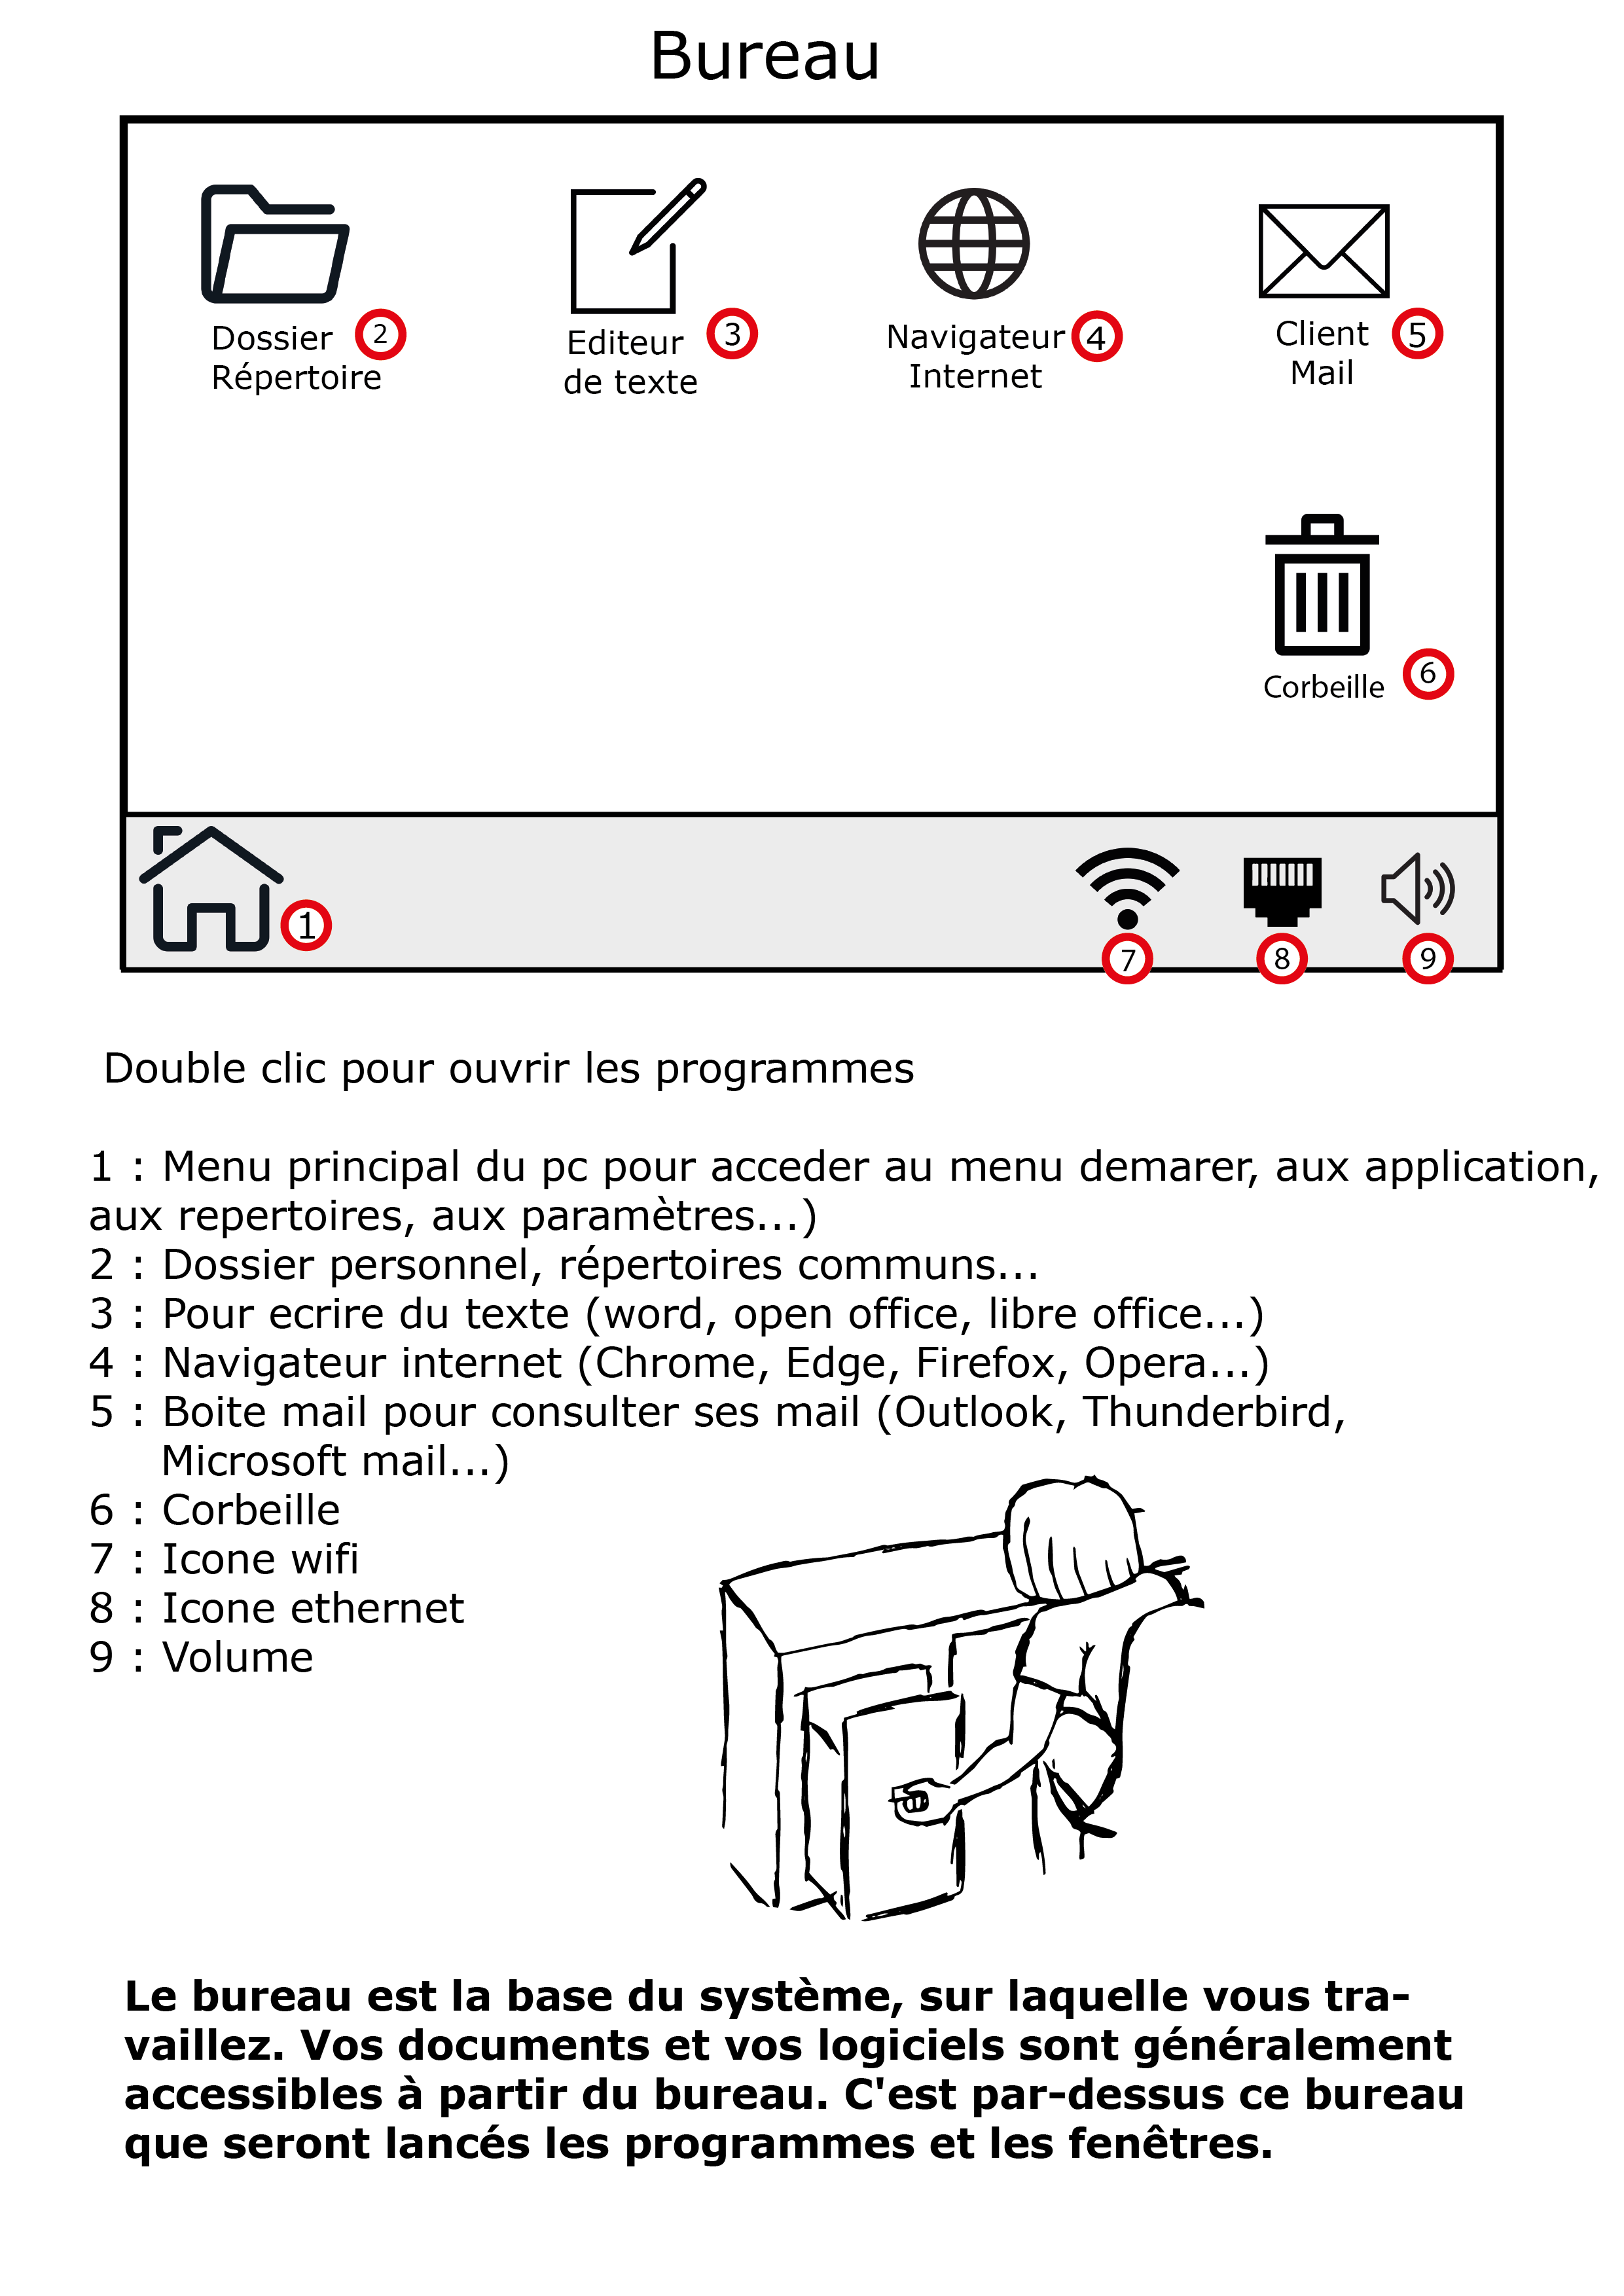 Bureau
Dossier
Répertoire
2
Editeur
de texte
3
Navigateur
Internet
4
Client
Mail
5
Corbeille
6
1
7
8
9
Double clic pour ouvrir les programmes
1 : Menu principal du pc pour acceder au menu demarer, aux application,
aux repertoires, aux paramètres...)
2 : Dossier personnel, répertoires communs...
3 : Pour ecrire du texte (word, open office, libre office...)
4 : Navigateur internet (Chrome, Edge, Firefox, Opera...)
5 : Boite mail pour consulter ses mail (Outlook, Thunderbird,
Microsoft mail...)
6 : Corbeille
7 : Icone wifi
8 : Icone ethernet
9 : Volume
Le bureau est la base du système, sur laquelle vous tra-
vaillez. Vos documents et vos logiciels sont généralement
accessibles à partir du bureau. C'est par-dessus ce bureau
que seront lancés les programmes et les fenêtres.